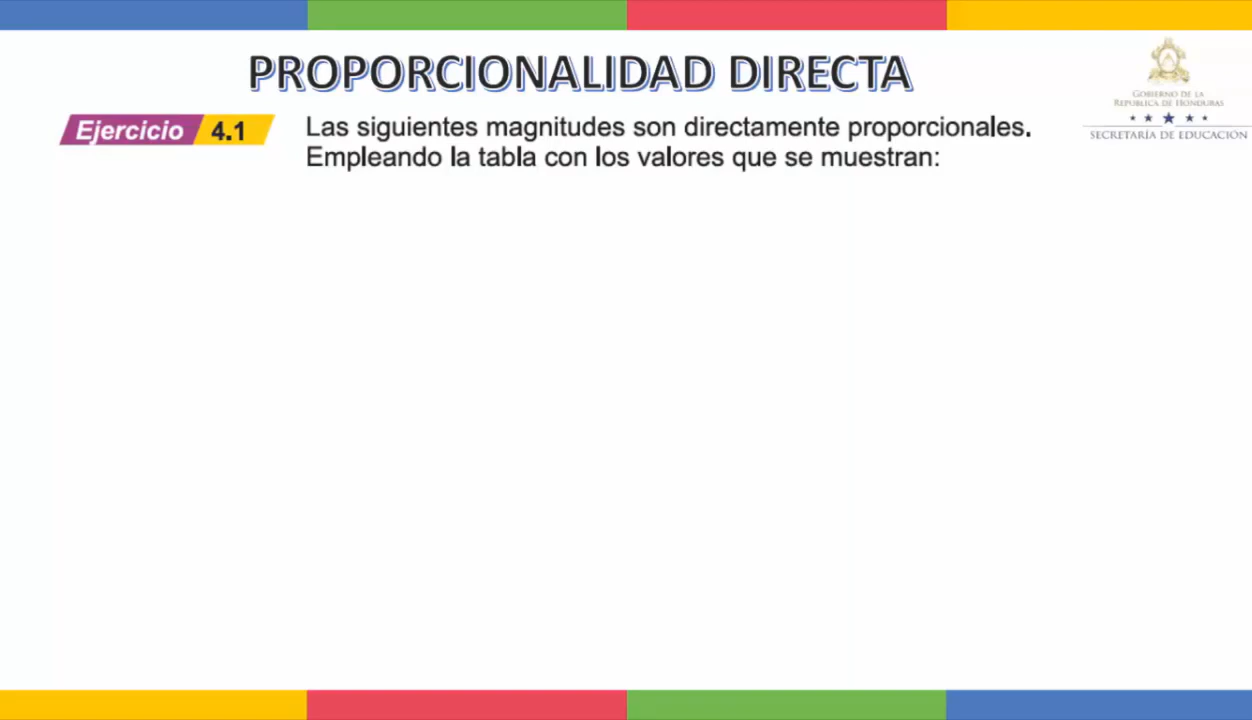 PROPORCIONALIDAD DIRECTA
GOBIERNO DE LA
REPÚBLICA DE HONDURAS
SECRETARÍA DE EDUCACIÓN
Ejercicio 4.1
Las siguientes magnitudes son directamente proporcionales.
Empleando la tabla con los valores que se muestran: